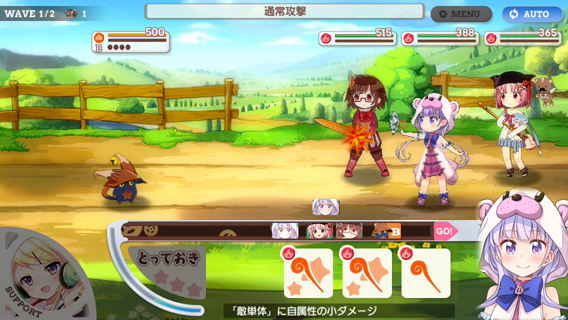 WAVE 1/2 1
通常攻撃
MENU
AUTO
500
B
515
388
365
B
GO!
とっておき
SUPPORT
「敵単体」に自属性の小ダメージ